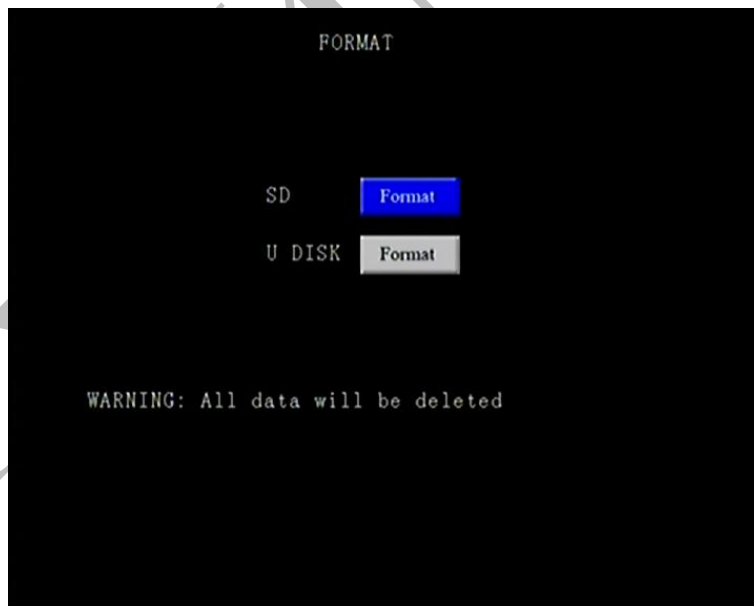 FORMAT
SD Format
U DISK Format
WARNING: All data will be deleted